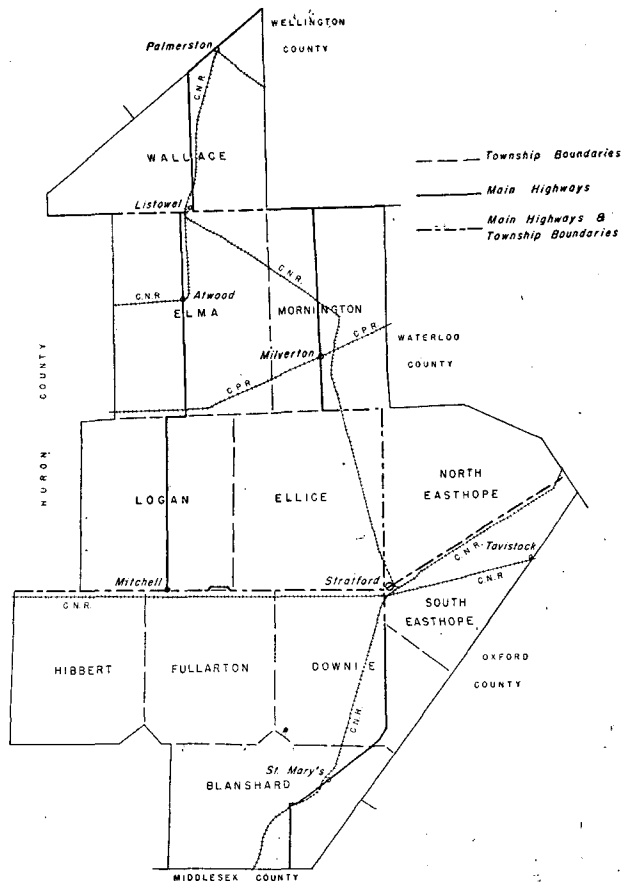 WELLINGTON
COUNTY
Palmerston
C.N.R.
WALLACE
Township Boundaries
Main Highways
Main Highways &
Township Boundaries
Listowel
C.N.R.
C.N.R
Atwood
ELMA
MORNINGTON
Milverton
C.P.R.
C.P.R.
WATERLOO
COUNTY
HURON COUNTY
LOGAN
ELLICE
NORTH
EASTHOPE
C.N.R.
Tavistock
Mitchell
Stratford
C.N.R
C.N.R.
SOUTH
EASTHOPE
HIBBERT
FULLARTON
DOWNIE
OXFORD
COUNTY
C.N.R.
St. Mary's
BLANSHARD
MIDDLESEX COUNTY